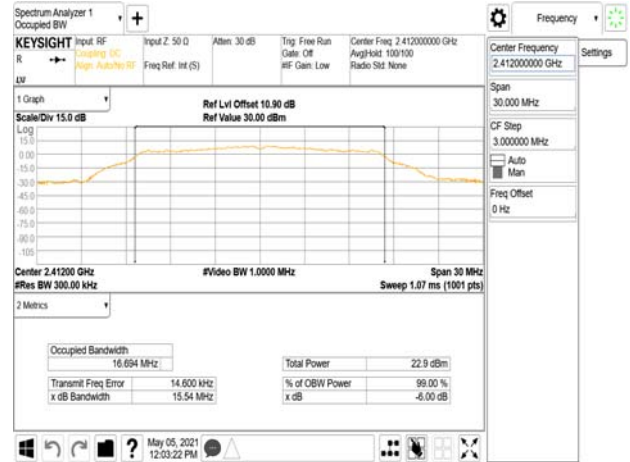 Spectrum Analyzer 1
Occupied BW
Frequency
KEYSIGHT
Input: RF
Coupling: DC
Align: Auto/No RF
Input Z: 50 Ω
Freq Ref: Int (S)
Atten: 30 dB
Trig: Free Run
Gate: Off
#IF Gain: Low
Center Freq: 2.412000000 GHz
Avg|Hold: 100/100
Radio Std: None
R
LXI
Center Frequency
2.412000000 GHz
Settings
Span
30.000 MHz
CF Step
3.000000 MHz
Auto
Man
Freq Offset
0 Hz
1 Graph
Scale/Div 15.0 dB
Ref Lvl Offset 10.90 dB
Ref Value 30.00 dBm
Log
15.0
0.00
-15.0
-30.0
-45.0
-60.0
-75.0
-90.0
-105
Center 2.41200 GHz
#Res BW 300.00 kHz
#Video BW 1.0000 MHz
Span 30 MHz
Sweep 1.07 ms (1001 pts)
2 Metrics
Occupied Bandwidth
16.694 MHz
Total Power 22.9 dBm
Transmit Freq Error 14.600 kHz
% of OBW Power 99.00 %
x dB Bandwidth 15.54 MHz
x dB -6.00 dB
?
May 05, 2021
12:03:22 PM